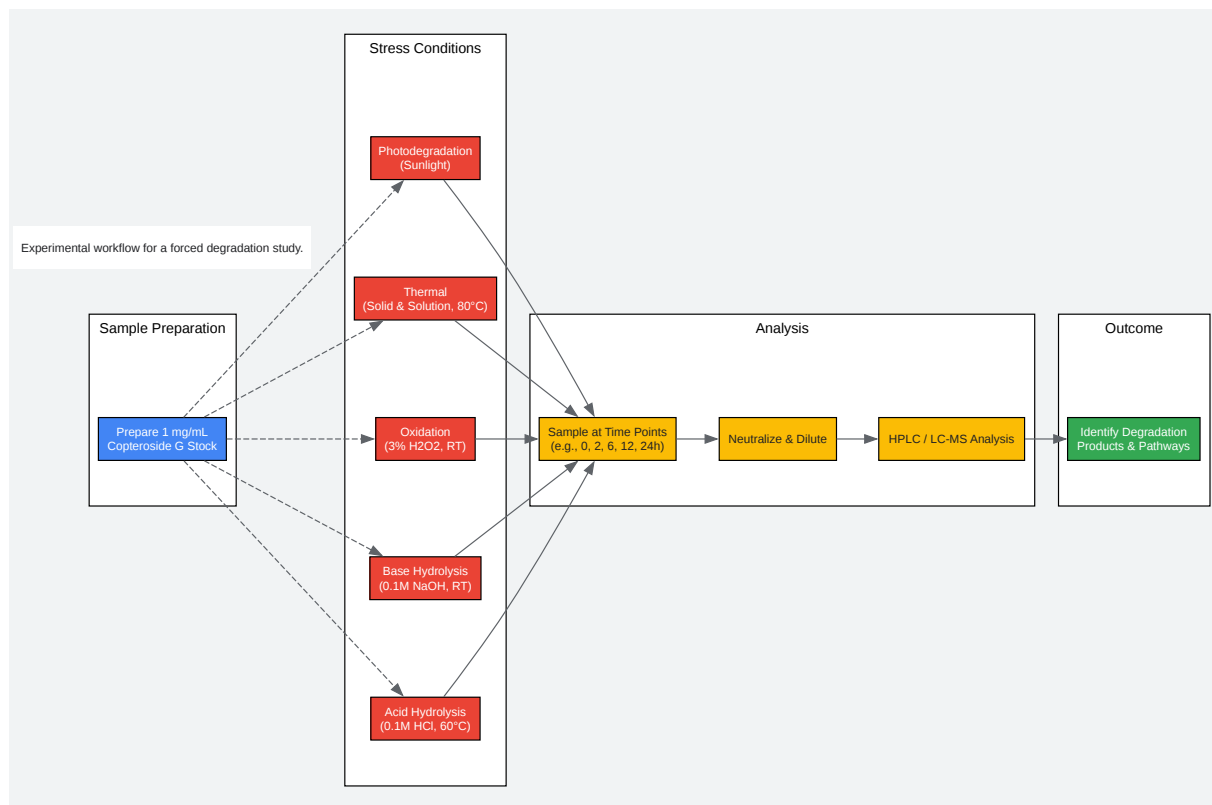 Experimental workflow for a forced degradation study.
Sample Preparation
Prepare 1 mg/mL
Copteroside G Stock
Stress Conditions
Photodegradation
(Sunlight)
Thermal
(Solid & Solution, 80°C)
Oxidation
(3% H2O2, RT)
Base Hydrolysis
(0.1M NaOH, RT)
Acid Hydrolysis
(0.1M HCl, 60°C)
Analysis
Sample at Time Points
(e.g., 0, 2, 6, 12, 24h)
Neutralize & Dilute
HPLC / LC-MS Analysis
Outcome
Identify Degradation
Products & Pathways